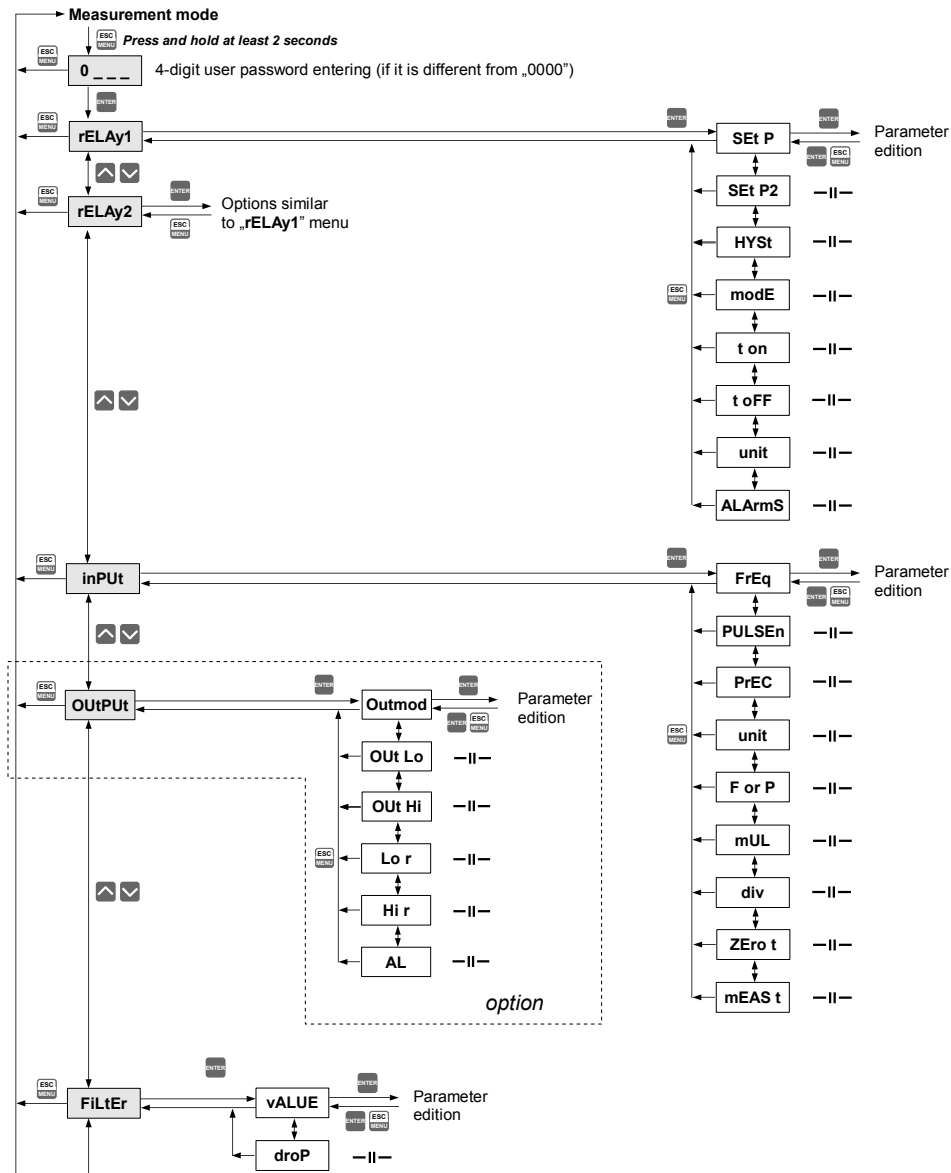 Measurement mode
ESC MENU
Press and hold at least 2 seconds
ESC MENU
0 _ _ _
4-digit user password entering (if it is different from „0000”)
ENTER
ESC MENU
rELAy1
ENTER
SEt P
ENTER
ENTER ESC MENU
Parameter
edition
ESC MENU
rELAy2
ENTER
ESC MENU
Options similar
to „rELAy1” menu
SEt P2
—II—
HYSt
—II—
ESC MENU
modE
—II—
t on
—II—
t oFF
—II—
unit
—II—
ALArmS
—II—
ESC MENU
inPUt
ENTER
FrEq
ENTER
ENTER ESC MENU
Parameter
edition
PULSEn
—II—
PrEC
—II—
ESC MENU
unit
—II—
F or P
—II—
mUL
—II—
div
—II—
ZEro t
—II—
mEAS t
—II—
ESC MENU
OUtPUt
ENTER
Outmod
ENTER
ENTER ESC MENU
Parameter
edition
OUt Lo
—II—
OUt Hi
—II—
ESC MENU
Lo r
—II—
Hi r
—II—
AL
—II—
option
ESC MENU
FiLtEr
ENTER
vALUE
ENTER
ENTER ESC MENU
Parameter
edition
droP
—II—